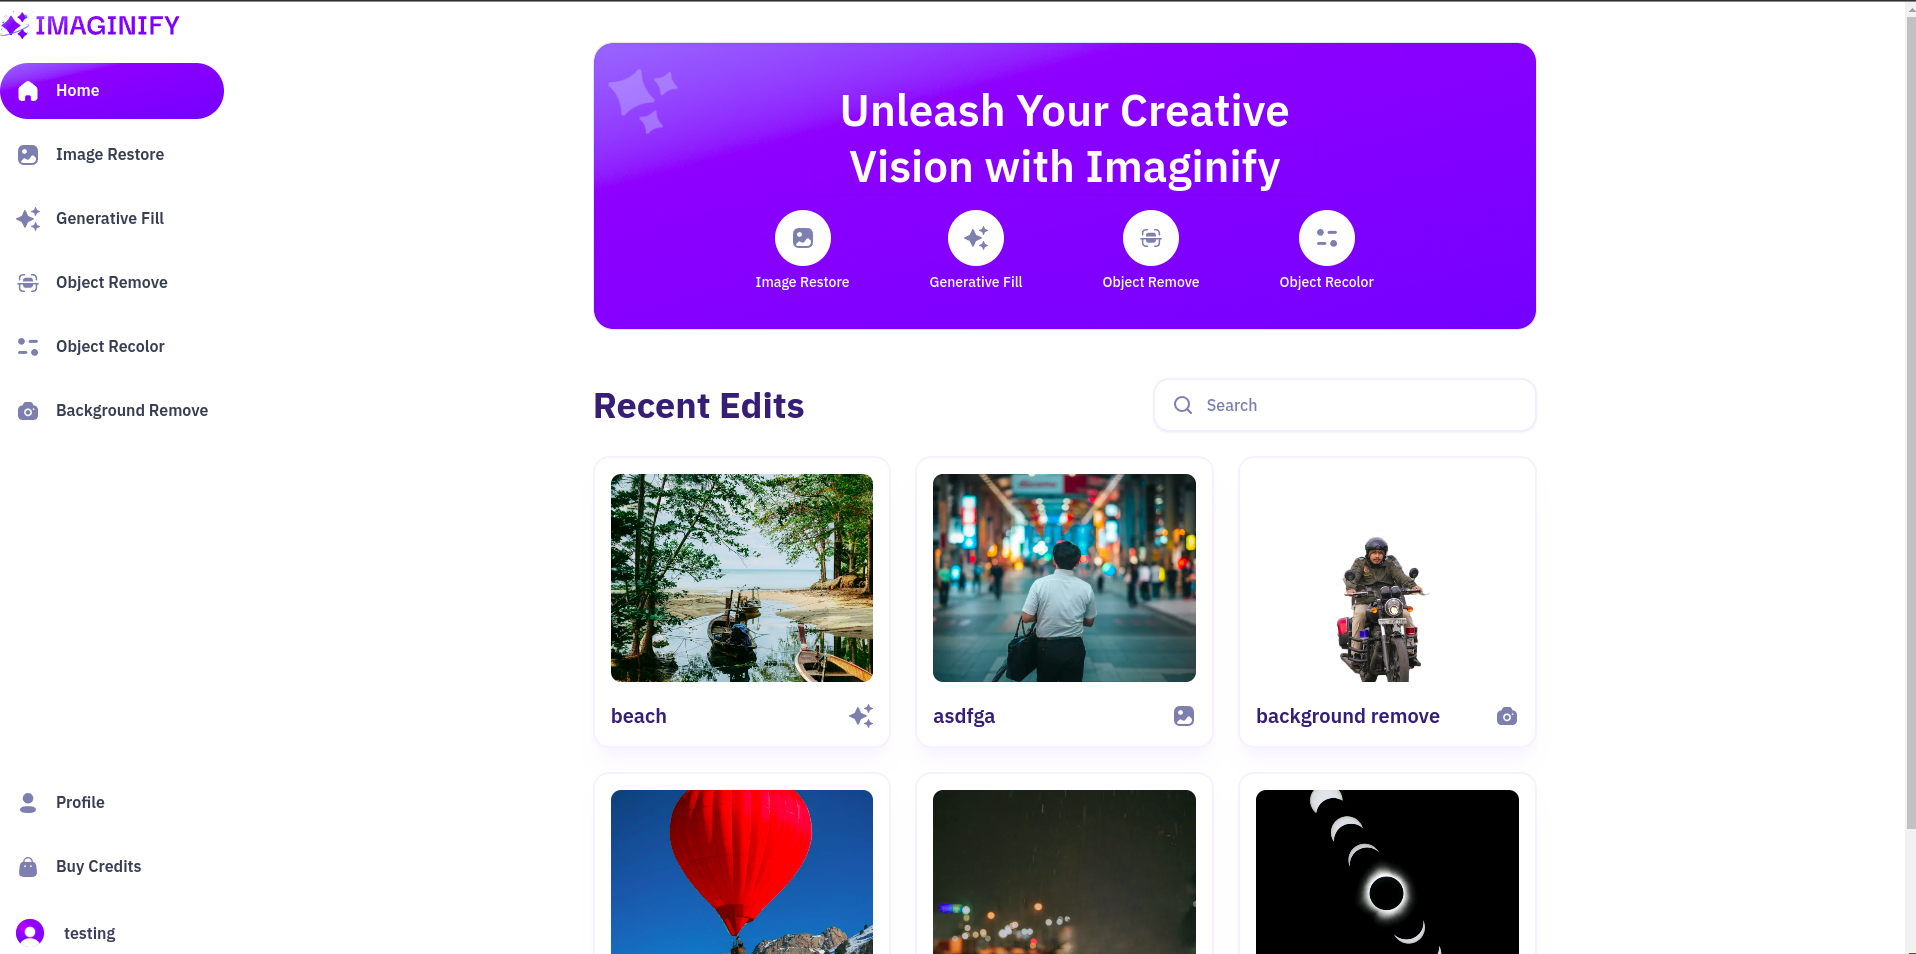 IMAGINIFY
Home
Image Restore
Generative Fill
Object Remove
Object Recolor
Background Remove
Profile
Buy Credits
testing
Unleash Your Creative
Vision with Imaginify
Image Restore
Generative Fill
Object Remove
Object Recolor
Recent Edits
Search
beach
asdfga
background remove